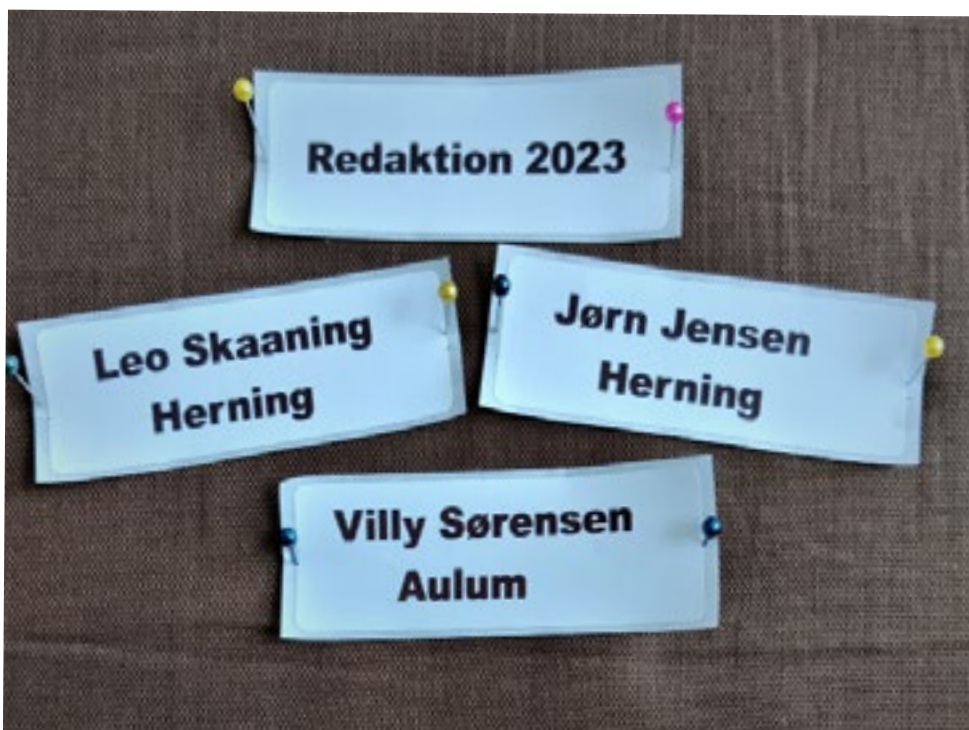 Redaktion 2023
Leo Skaaning
Herning
Jørn Jensen
Herning
Villy Sørensen
Aulum